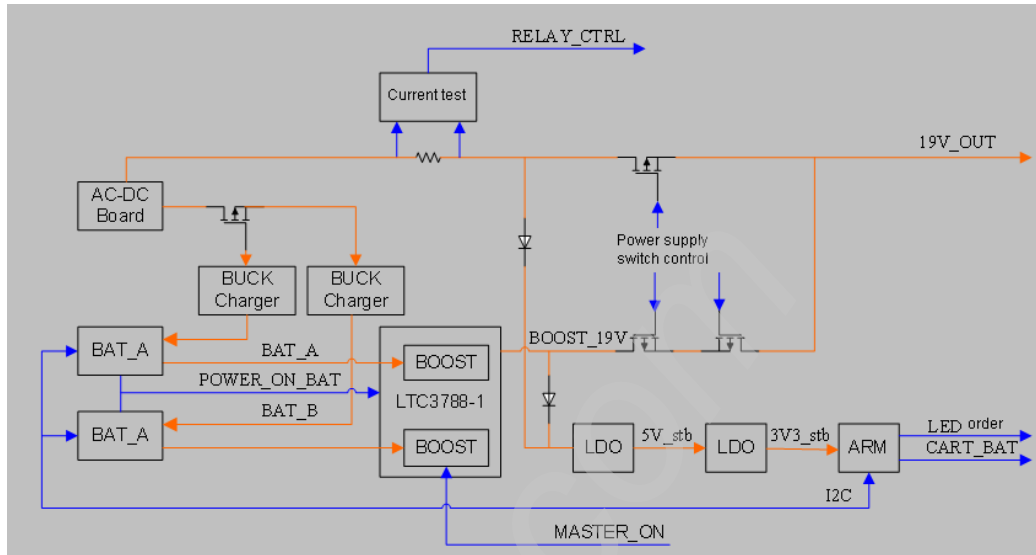 RELAY_CTRL
Current test
19V_OUT
AC-DC
Board
Power supply
switch control
BUCK
Charger
BUCK
Charger
BOOST_19V
BAT_A
BAT_A
BOOST
POWER_ON_BAT
LTC3788-1
BAT_B
BAT_A
BOOST
LDO
5V_stb
LDO
3V3_stb
ARM
LED order
CART_BAT
I2C
MASTER_ON
com